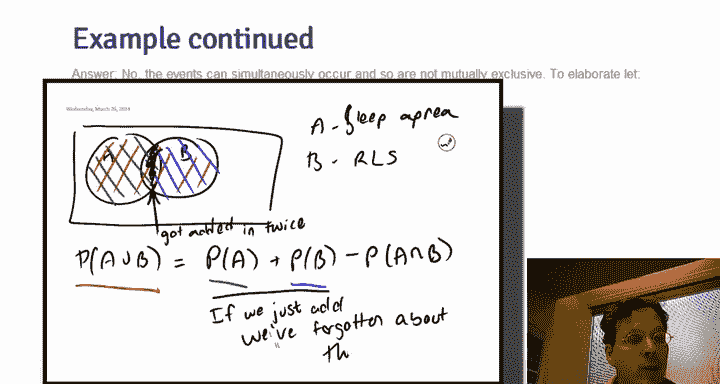 Example continued
Answer: No, the events can simultaneously occur and so are not mutually exclusive. To elaborate let:
Wednesday, March 26, 2014
A - Sleep apnea
B - RLS
A B
got added in twice
P(A∪B) = P(A) + P(B) - P(A∩B)
If we just add
we've forgotten about
th